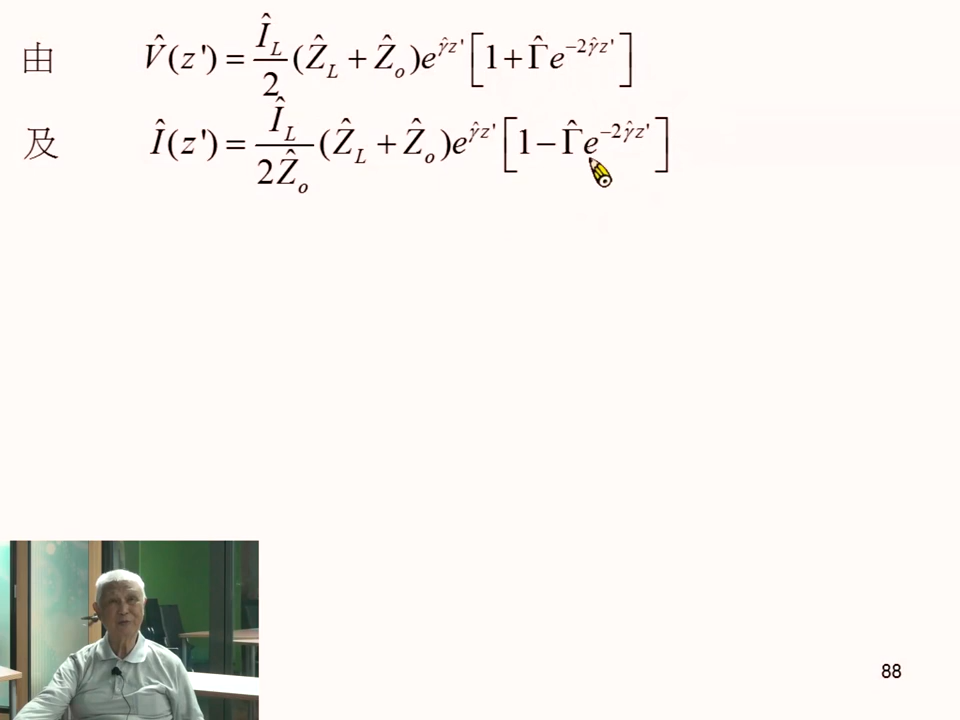 由 V̂(z') = Î_L/2 (Ẑ_L + Ẑ_o)e^{γ̂z'} [1 + Γ̂e^{−2γ̂z'}]
及 Î(z') = Î_L/2Ẑ_o (Ẑ_L + Ẑ_o)e^{γ̂z'} [1 − Γ̂e^{−2γ̂z'}]
88